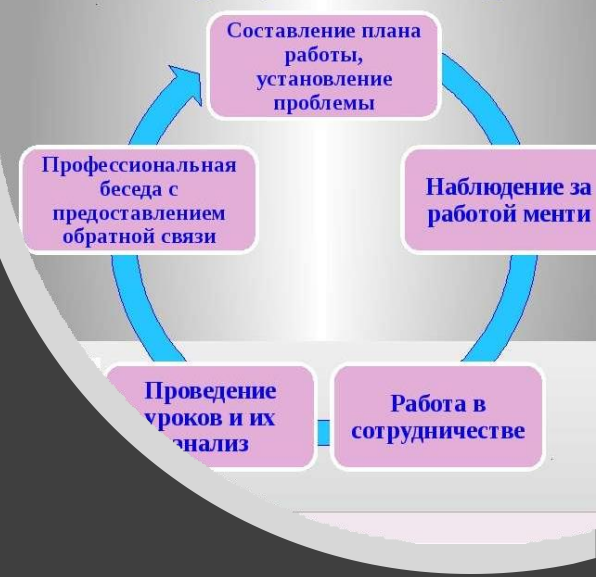 Составление плана
работы,
установление
проблемы
Наблюдение за
работой менти
Работа в
сотрудничестве
Проведение
уроков и их
анализ
Профессиональная
беседа с
предоставлением
обратной связи